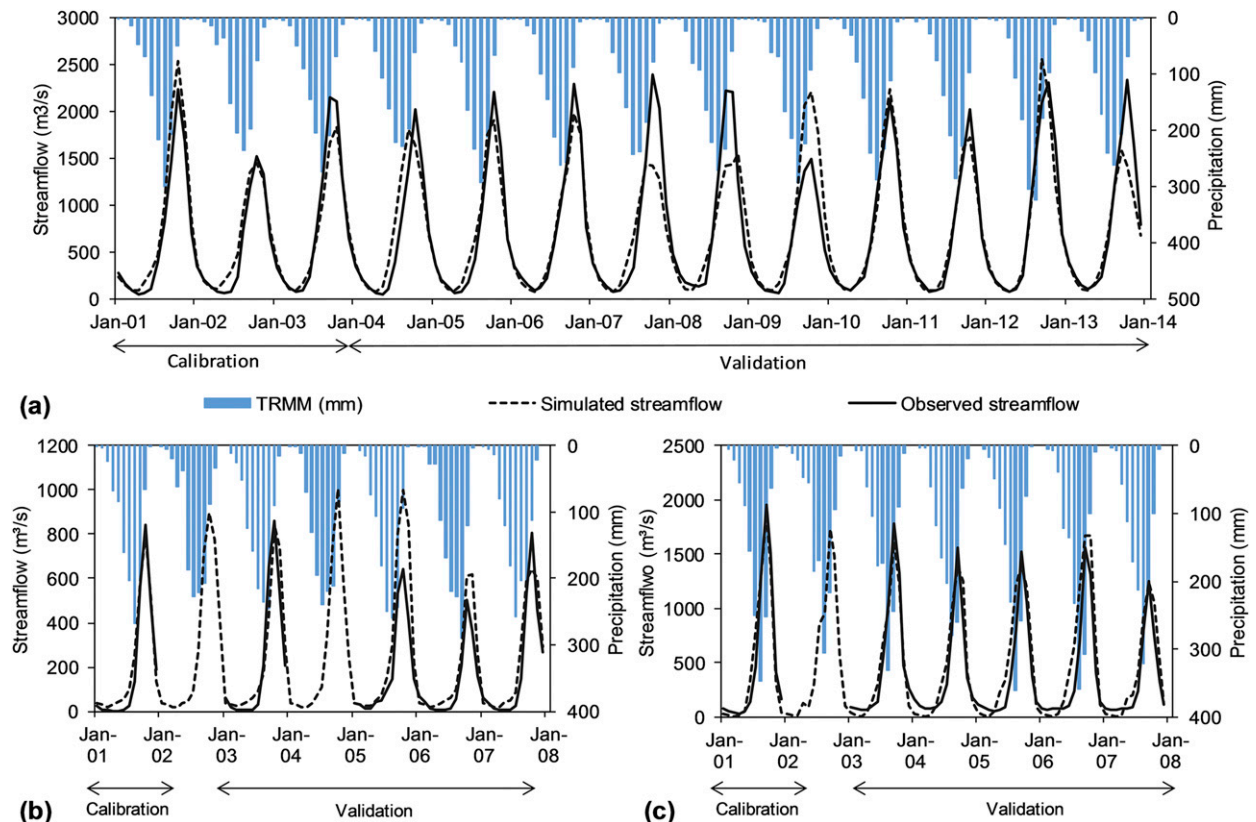 3000
2500
2000
1500
1000
500
0
Streamflow (m3/s)
0
100
200
300
400
500
Precipitation (mm)
Jan-01 Jan-02 Jan-03 Jan-04 Jan-05 Jan-06 Jan-07 Jan-08 Jan-09 Jan-10 Jan-11 Jan-12 Jan-13 Jan-14
Calibration Validation
(a)
TRMM (mm) Simulated streamflow Observed streamflow
1200
1000
800
600
400
200
0
Streamflow (m³/s)
0
100
200
300
400
Precipitation (mm)
Jan- Jan- Jan- Jan- Jan- Jan- Jan- Jan-
01 02 03 04 05 06 07 08
Calibration Validation
(b)
2500
2000
1500
1000
500
0
Streamflwo (m³/s)
0
100
200
300
400
Precipitation (mm)
Jan- Jan- Jan- Jan- Jan- Jan- Jan- Jan-
01 02 03 04 05 06 07 08
Calibration Validation
(c)